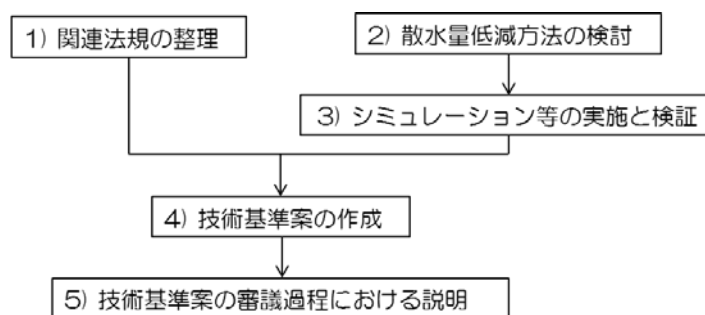 1) 関連法規の整理
2) 散水量低減方法の検討
3) シミュレーション等の実施と検証
4) 技術基準案の作成
5) 技術基準案の審議過程における説明